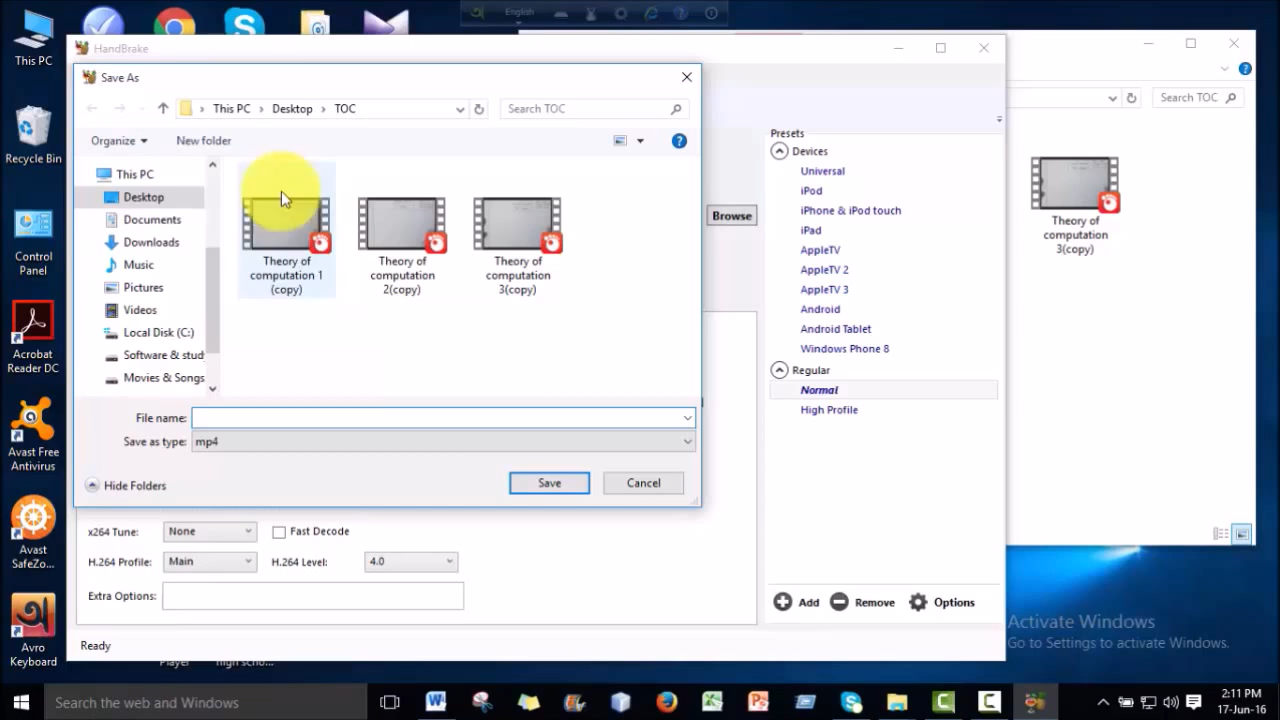 This PC
Recycle Bin
Control
Panel
Acrobat
Reader DC
Avast Free
Antivirus
Avast
SafeZo...
Avro
Keyboard
English
HandBrake
Save As
This PC > Desktop > TOC
Search TOC
Organize
New folder
This PC
Desktop
Documents
Downloads
Music
Pictures
Videos
Local Disk (C:)
Software & stud
Movies & Songs
Theory of
computation 1
(copy)
Theory of
computation
2(copy)
Theory of
computation
3(copy)
File name:
Save as type: mp4
Hide Folders
Save
Cancel
Browse
x264 Tune: None
Fast Decode
H.264 Profile: Main
H.264 Level: 4.0
Extra Options:
Ready
Presets
Devices
Universal
iPod
iPhone & iPod touch
iPad
AppleTV
AppleTV 2
AppleTV 3
Android
Android Tablet
Windows Phone 8
Regular
Normal
High Profile
Add
Remove
Options
Search TOC
Theory of
computation
3(copy)
Activate Windows
Go to Settings to activate Windows.
Search the web and Windows
2:11 PM
17-Jun-16